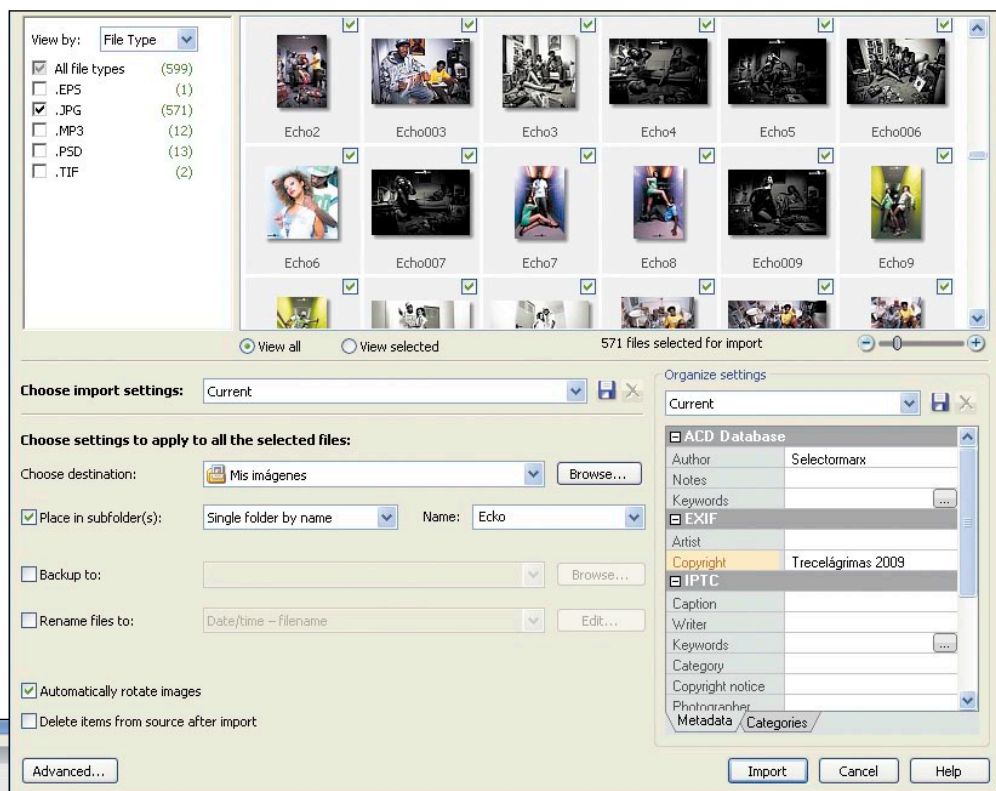 View by: File Type
All file types (599)
.EPS (1)
.JPG (571)
.MP3 (12)
.PSD (13)
.TIF (2)
Echo2 Echo003 Echo3 Echo4 Echo5 Echo006
Echo6 Echo007 Echo7 Echo8 Echo009 Echo9
View all View selected 571 files selected for import
Choose import settings: Current
Choose settings to apply to all the selected files:
Choose destination: Mis imágenes Browse...
Place in subfolder(s): Single folder by name Name: Ecko
Backup to: Browse...
Rename files to: Date/time – filename Edit...
Automatically rotate images
Delete items from source after import
Advanced...
Organize settings
Current
ACD Database
Author Selectormarx
Notes
Keywords ...
EXIF
Artist
Copyright Trecelágrimas 2009
IPTC
Caption
Writer
Keywords ...
Category
Copyright notice
Photographer
Metadata Categories
Import Cancel Help